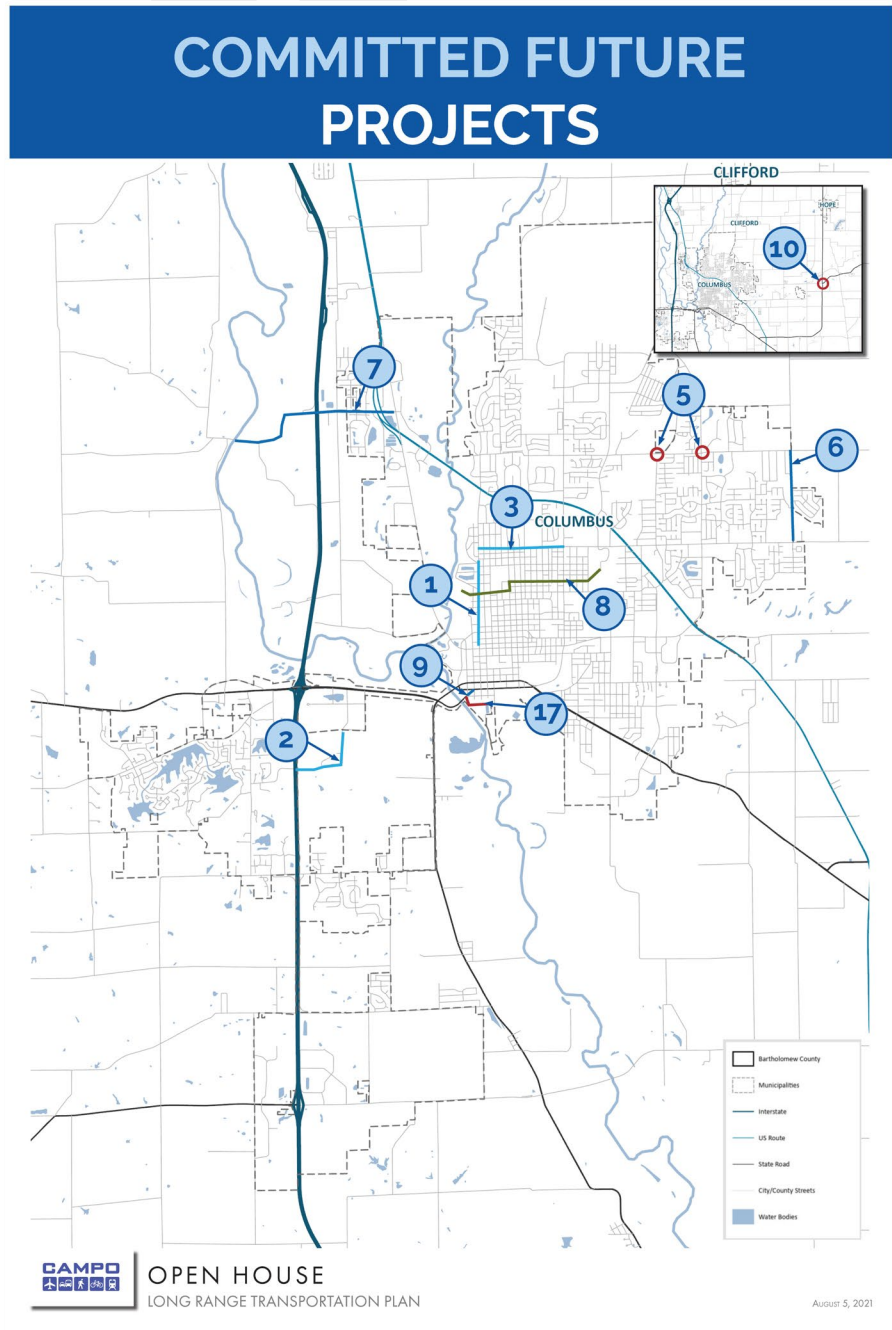 COMMITTED FUTURE
PROJECTS
CLIFFORD
HOPE
CLIFFORD
10
COLUMBUS
7
5
6
3
COLUMBUS
1
8
9
17
2
Bartholomew County
Municipalities
Interstate
US Route
State Road
City/County Streets
Water Bodies
CAMPO
OPEN HOUSE
LONG RANGE TRANSPORTATION PLAN
AUGUST 5, 2021